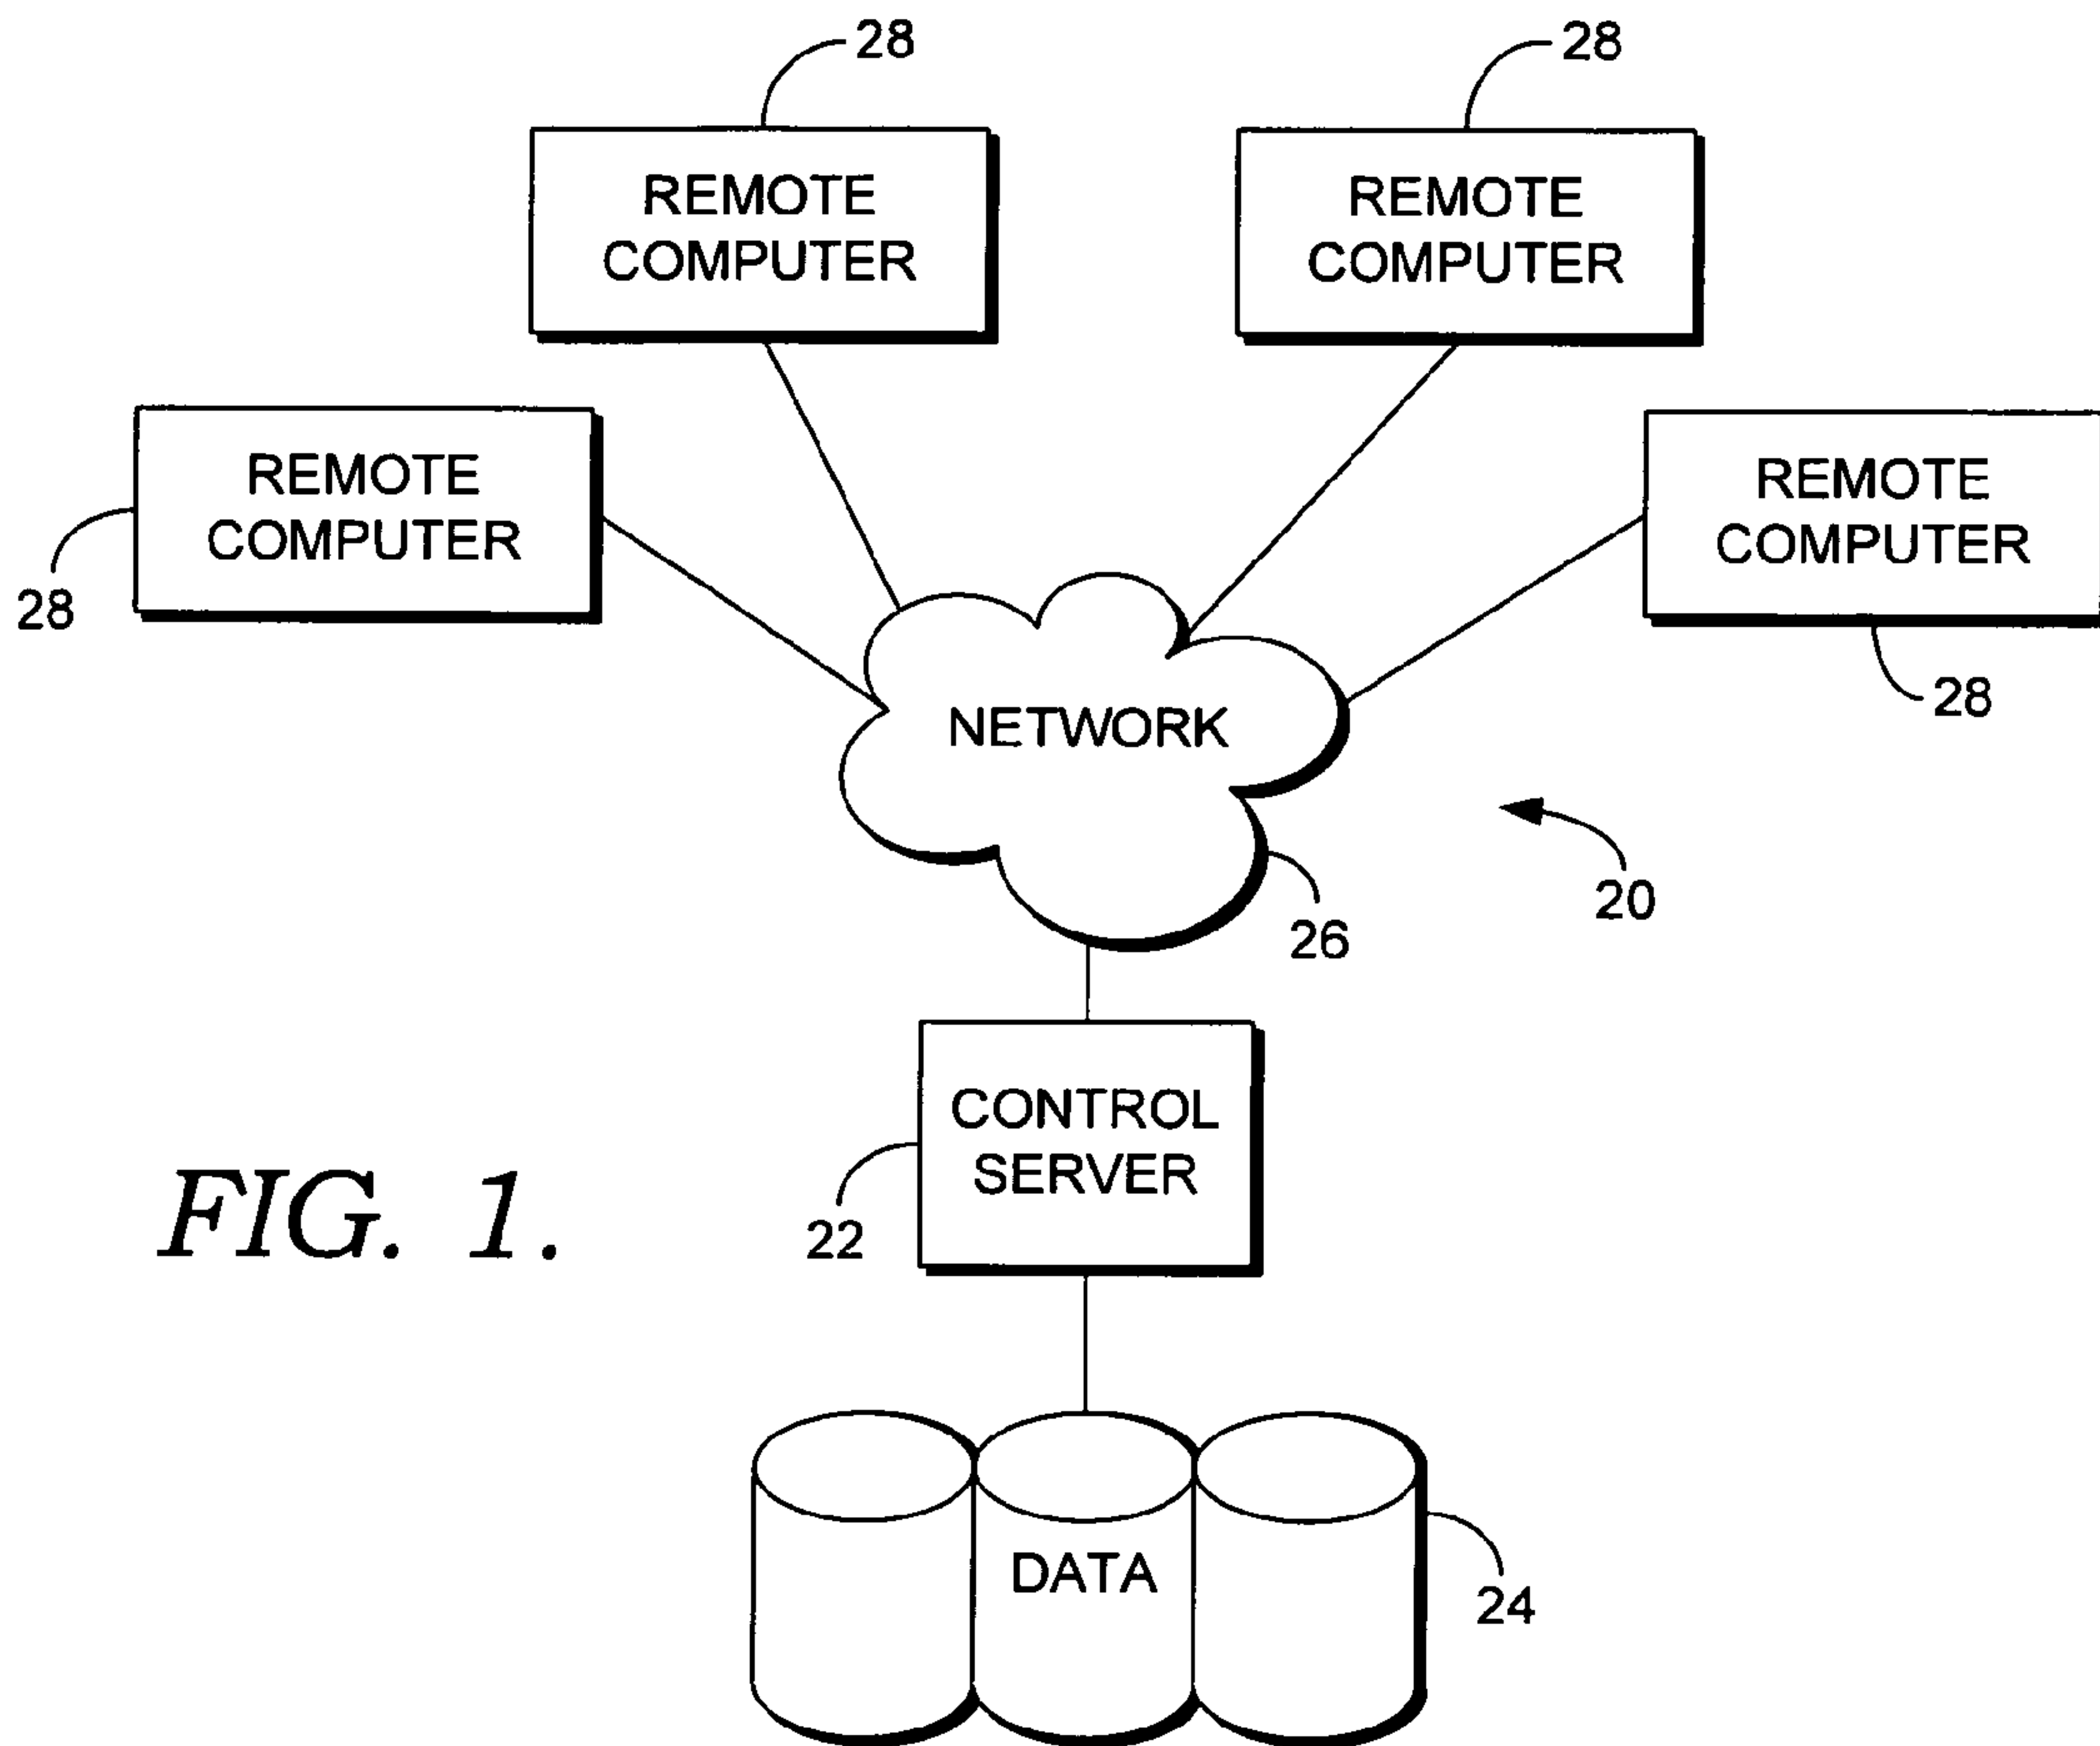 28
28
REMOTE
COMPUTER
REMOTE
COMPUTER
REMOTE
COMPUTER
REMOTE
COMPUTER
28
28
NETWORK
20
26
CONTROL
SERVER
22
FIG. 1.
DATA
24